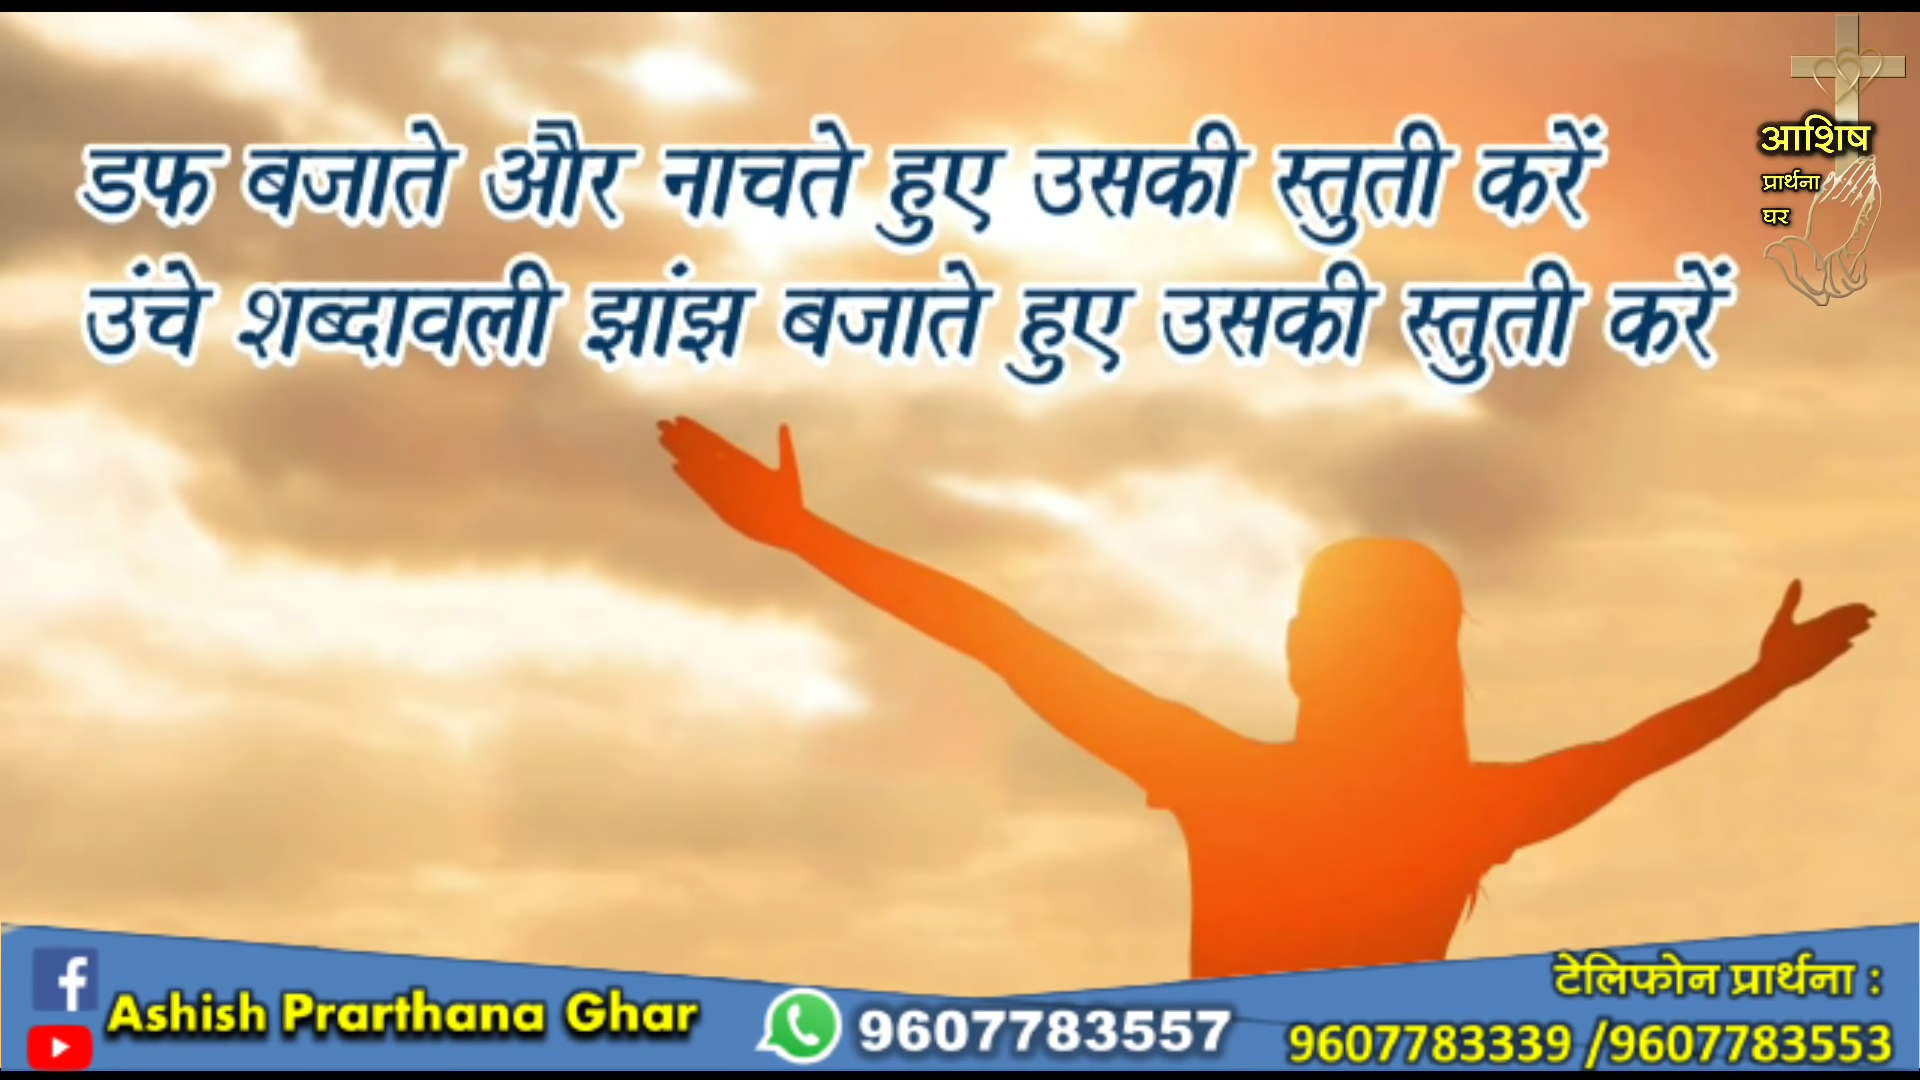 डफ बजाते और नाचते हुए उसकी स्तुती करें
उंचे शब्दावली झांझ बजाते हुए उसकी स्तुती करें
आशिष
प्रार्थना
घर
Ashish Prarthana Ghar
9607783557
टेलिफोन प्रार्थना :
9607783339 /9607783553